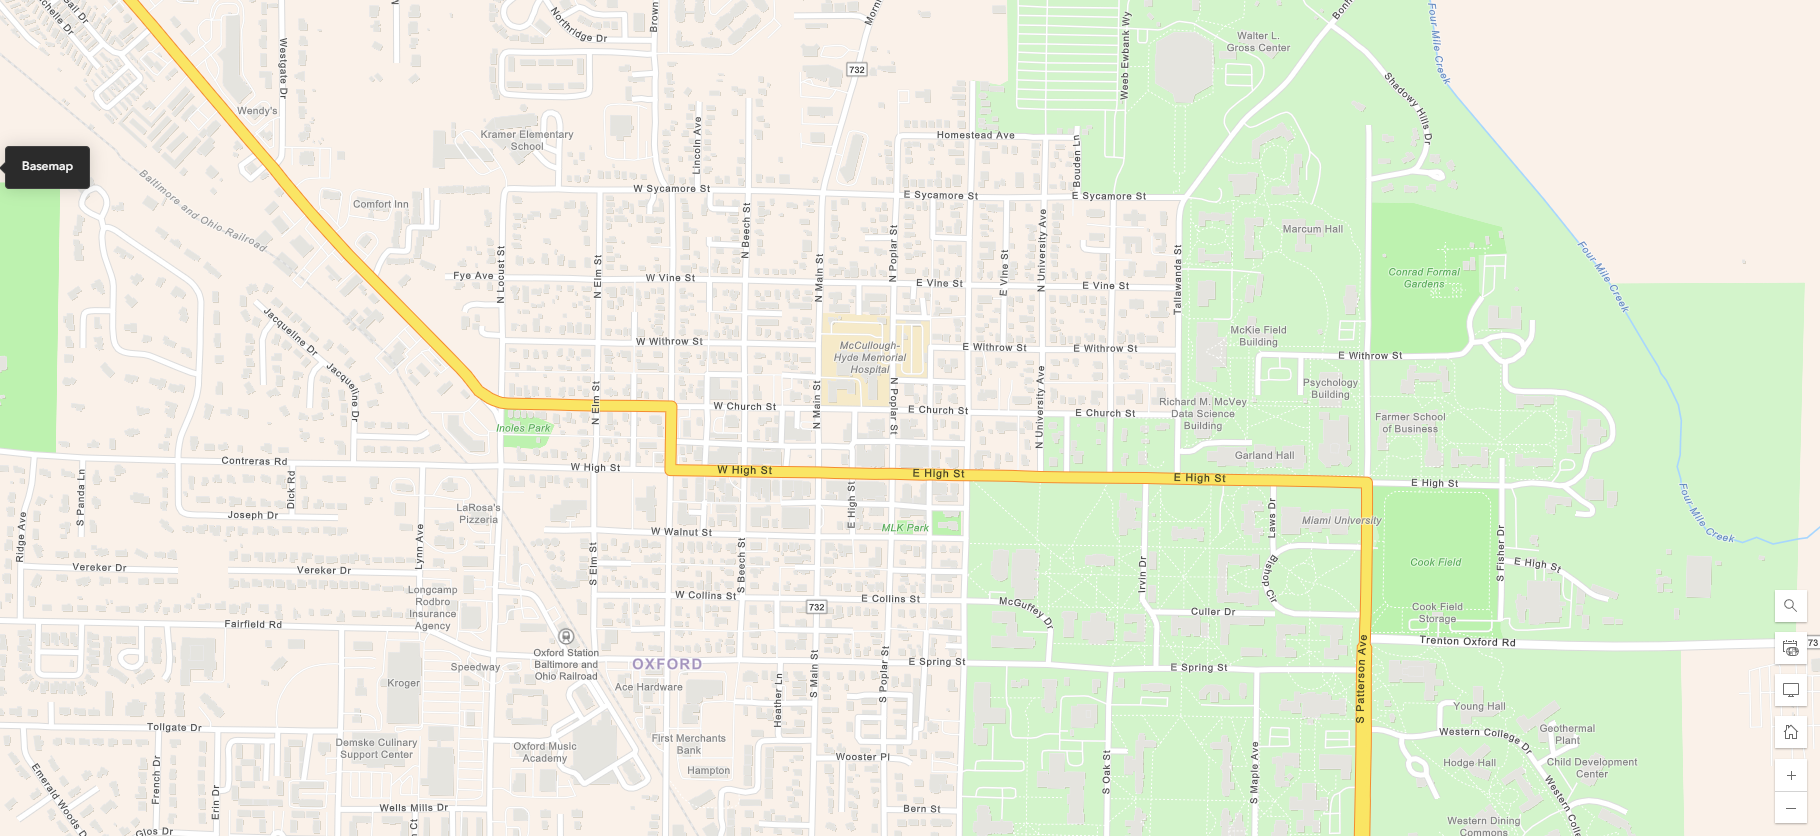 Gail Dr
Northridge Dr
Brown
Weeb Ewbank Wy
Walter L.
Gross Center
Four-Mile-Creek
Westgate Dr
732
Shadowy Hills Dr
Wendy's
Kramer Elementary
School
Lincoln Ave
Homestead Ave
Bouden Ln
Basemap
Baltimore and Ohio Railroad
W Sycamore St
E Sycamore St
E Sycamore St
Comfort Inn
N Beech St
N Poplar St
N University Ave
Marcum Hall
N Locust St
N Elm St
N Main St
E Vine St
Tallawanda St
Four-Mile Creek
Fye Ave
W Vine St
E Vine St
E Vine St
Conrad Formal
Gardens
Jacqueline Dr
McKie Field
Building
W Withrow St
McCullough-
Hyde Memorial
Hospital
E Withrow St
E Withrow St
E Withrow St
Jacqueline Dr
N Elm St
N Main St
N Poplar St
N University Ave
Psychology
Building
W Church St
E Church St
E Church St
Richard M. McVey
Data Science
Building
Farmer School
of Business
Inoles Park
Garland Hall
Contreras Rd
W High St
W High St
E High St
E High St
E High St
S Panda Ln
Dick Rd
LaRosa's
Pizzeria
E High St
Laws Dr
Four-Mile-Creek
Joseph Dr
MLK Park
Miami University
Ridge Ave
Lynn Ave
W Walnut St
S Fisher Dr
S Elm St
S Beech St
Irvin Dr
Bishop Cir
Cook Field
E High St
Vereker Dr
Vereker Dr
Longcamp
Rodbro
Insurance
Agency
W Collins St
732
E Collins St
McGuffey Dr
Culler Dr
Cook Field
Storage
Fairfield Rd
Trenton Oxford Rd
73
Oxford Station
Baltimore and
Ohio Railroad
OXFORD
Speedway
E Spring St
E Spring St
S Patterson Ave
Kroger
Ace Hardware
Heather Ln
S Main St
S Poplar St
Young Hall
Tollgate Dr
Demske Culinary
Support Center
Oxford Music
Academy
First Merchants
Bank
Geothermal
Plant
Western College Dr
Wooster Pl
Hodge Hall
Child Development
Center
Emerald Woods Dr
French Dr
Erin Dr
Hampton
S Oak St
S Maple Ave
Western Colle
Wells Mills Dr
Bern St
Western Dining
Commons